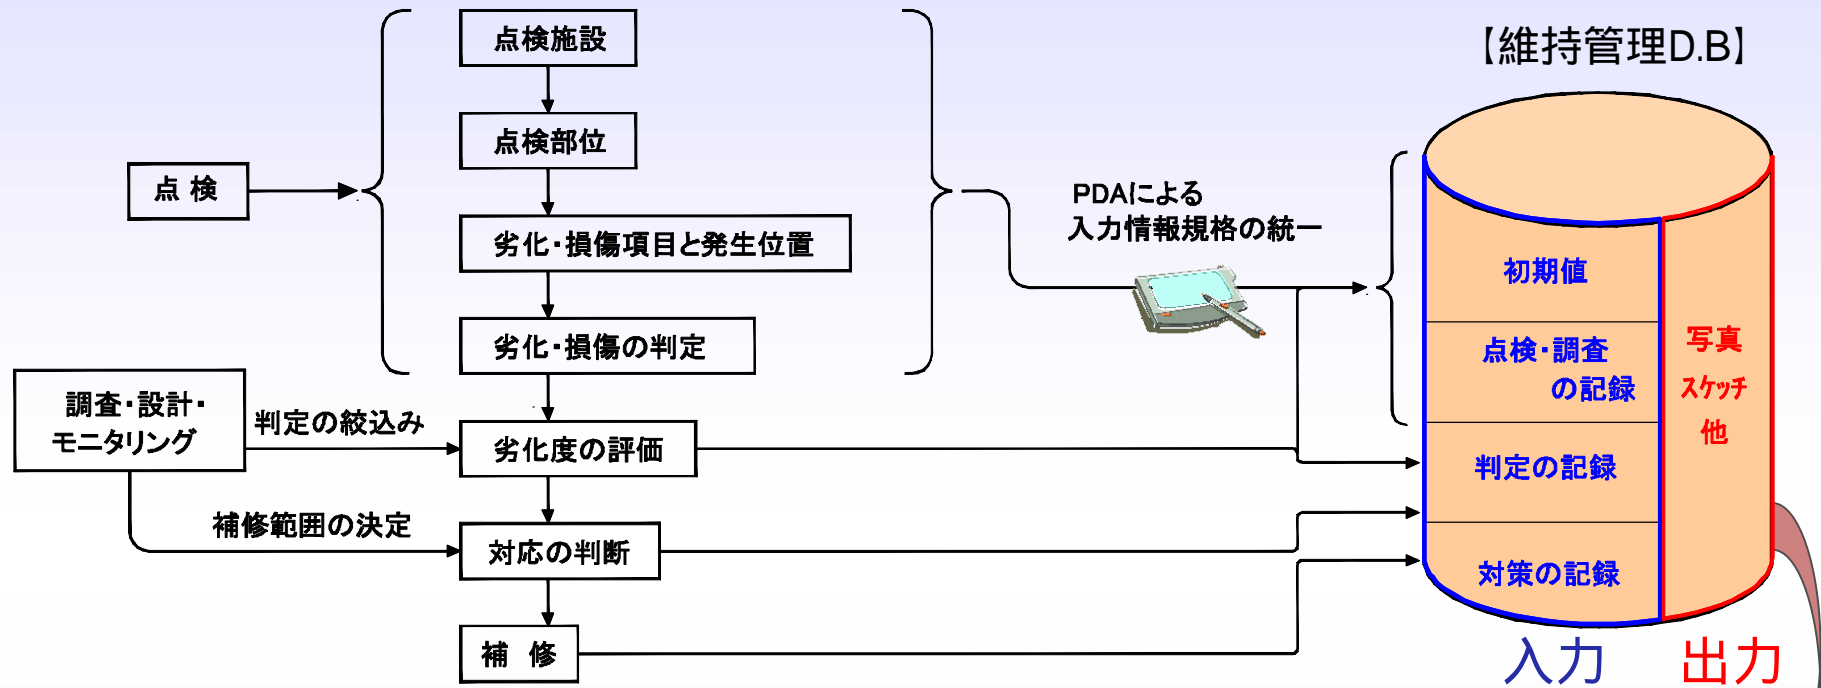 点検施設
【維持管理D.B】
点検部位
点 検
PDAによる
入力情報規格の統一
劣化・損傷項目と発生位置
初期値
劣化・損傷の判定
点検・調査
の記録
写真
スケッチ
他
調査・設計・
モニタリング
判定の絞込み
劣化度の評価
判定の記録
補修範囲の決定
対応の判断
対策の記録
補 修
入力
出力